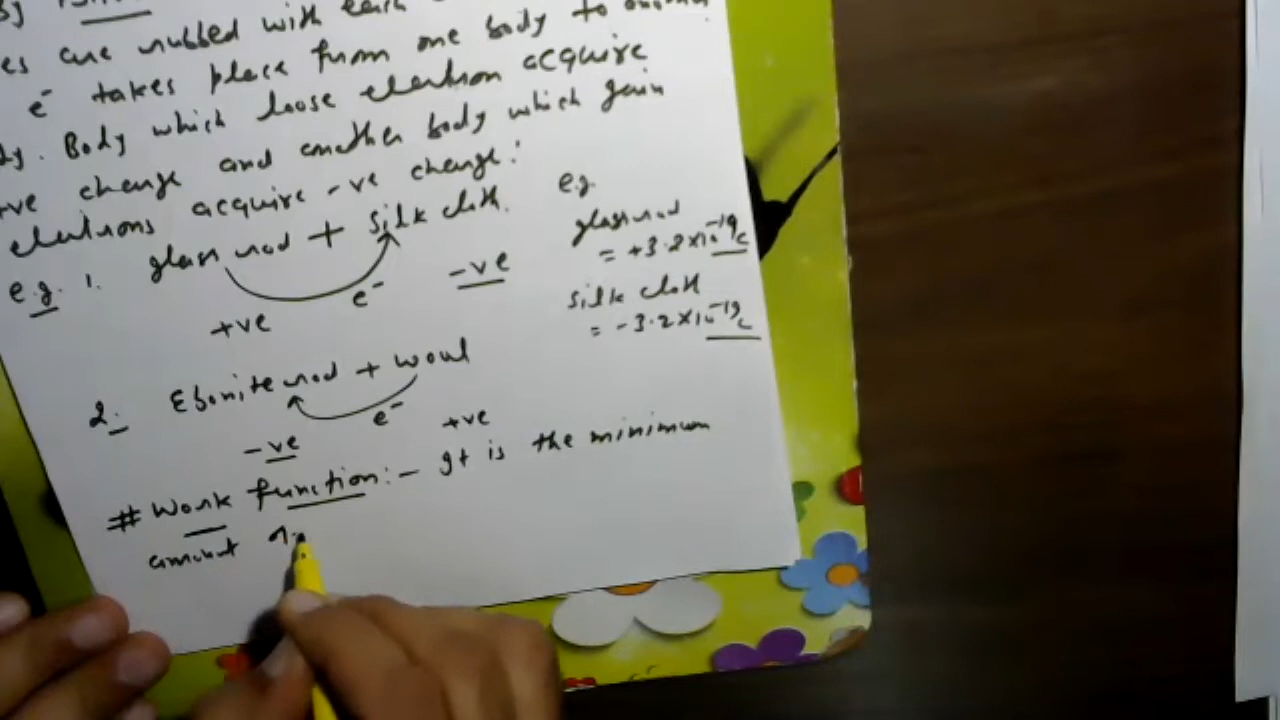 By
es are rubbed with each
e⁻ takes place from one body to
dy. Body which loose electron acquire
+ve charge and another body which gain
electrons acquire -ve charge.
e.g. 1. glass rod + silk cloth.
e⁻ -ve
+ve
e.g.
glass rod
= +3.2×10⁻¹⁹c
silk cloth
= -3.2×10⁻¹⁹c
2. Ebonite rod + woul
e⁻
-ve +ve
# Work function:- It is the minimum
amount